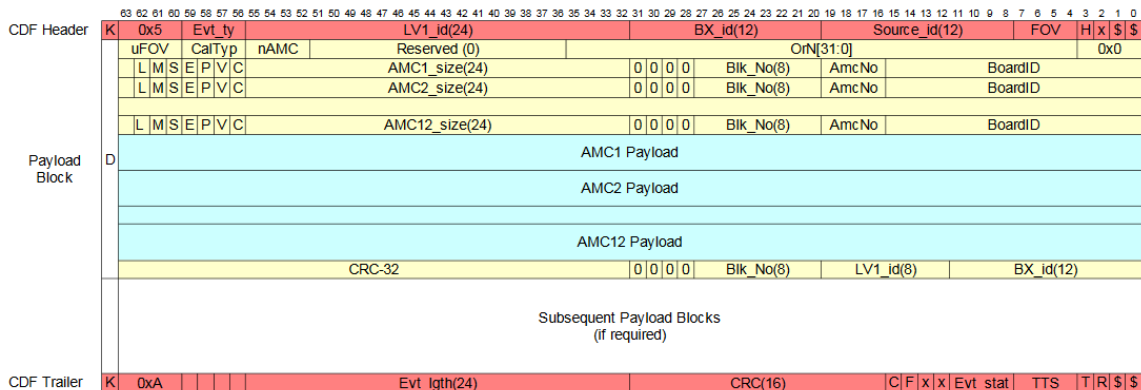 63 62 61 60 59 58 57 56 55 54 53 52 51 50 49 48 47 46 45 44 43 42 41 40 39 38 37 36 35 34 33 32 31 30 29 28 27 26 25 24 23 22 21 20 19 18 17 16 15 14 13 12 11 10 9 8 7 6 5 4 3 2 1 0
CDF Header K 0x5 Evt_ty LV1_id(24) BX_id(12) Source_id(12) FOV H x $ $
uFOV CalTyp nAMC Reserved (0) OrN[31:0] 0x0
L M S E P V C AMC1_size(24) 0 0 0 0 Blk_No(8) AmcNo BoardID
L M S E P V C AMC2_size(24) 0 0 0 0 Blk_No(8) AmcNo BoardID
L M S E P V C AMC12_size(24) 0 0 0 0 Blk_No(8) AmcNo BoardID
Payload
Block
D
AMC1 Payload
AMC2 Payload
AMC12 Payload
CRC-32 0 0 0 0 Blk_No(8) LV1_id(8) BX_id(12)
Subsequent Payload Blocks
(if required)
CDF Trailer K 0xA Evt_lgth(24) CRC(16) C F x x Evt_stat TTS T R $ $